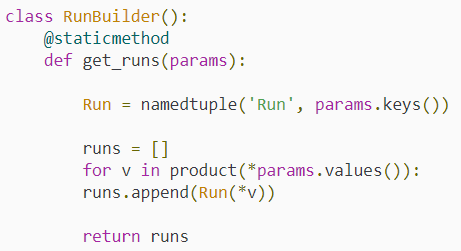 class RunBuilder():
    @staticmethod
    def get_runs(params):

        Run = namedtuple('Run', params.keys())

        runs = []
        for v in product(*params.values()):
        runs.append(Run(*v))

        return runs